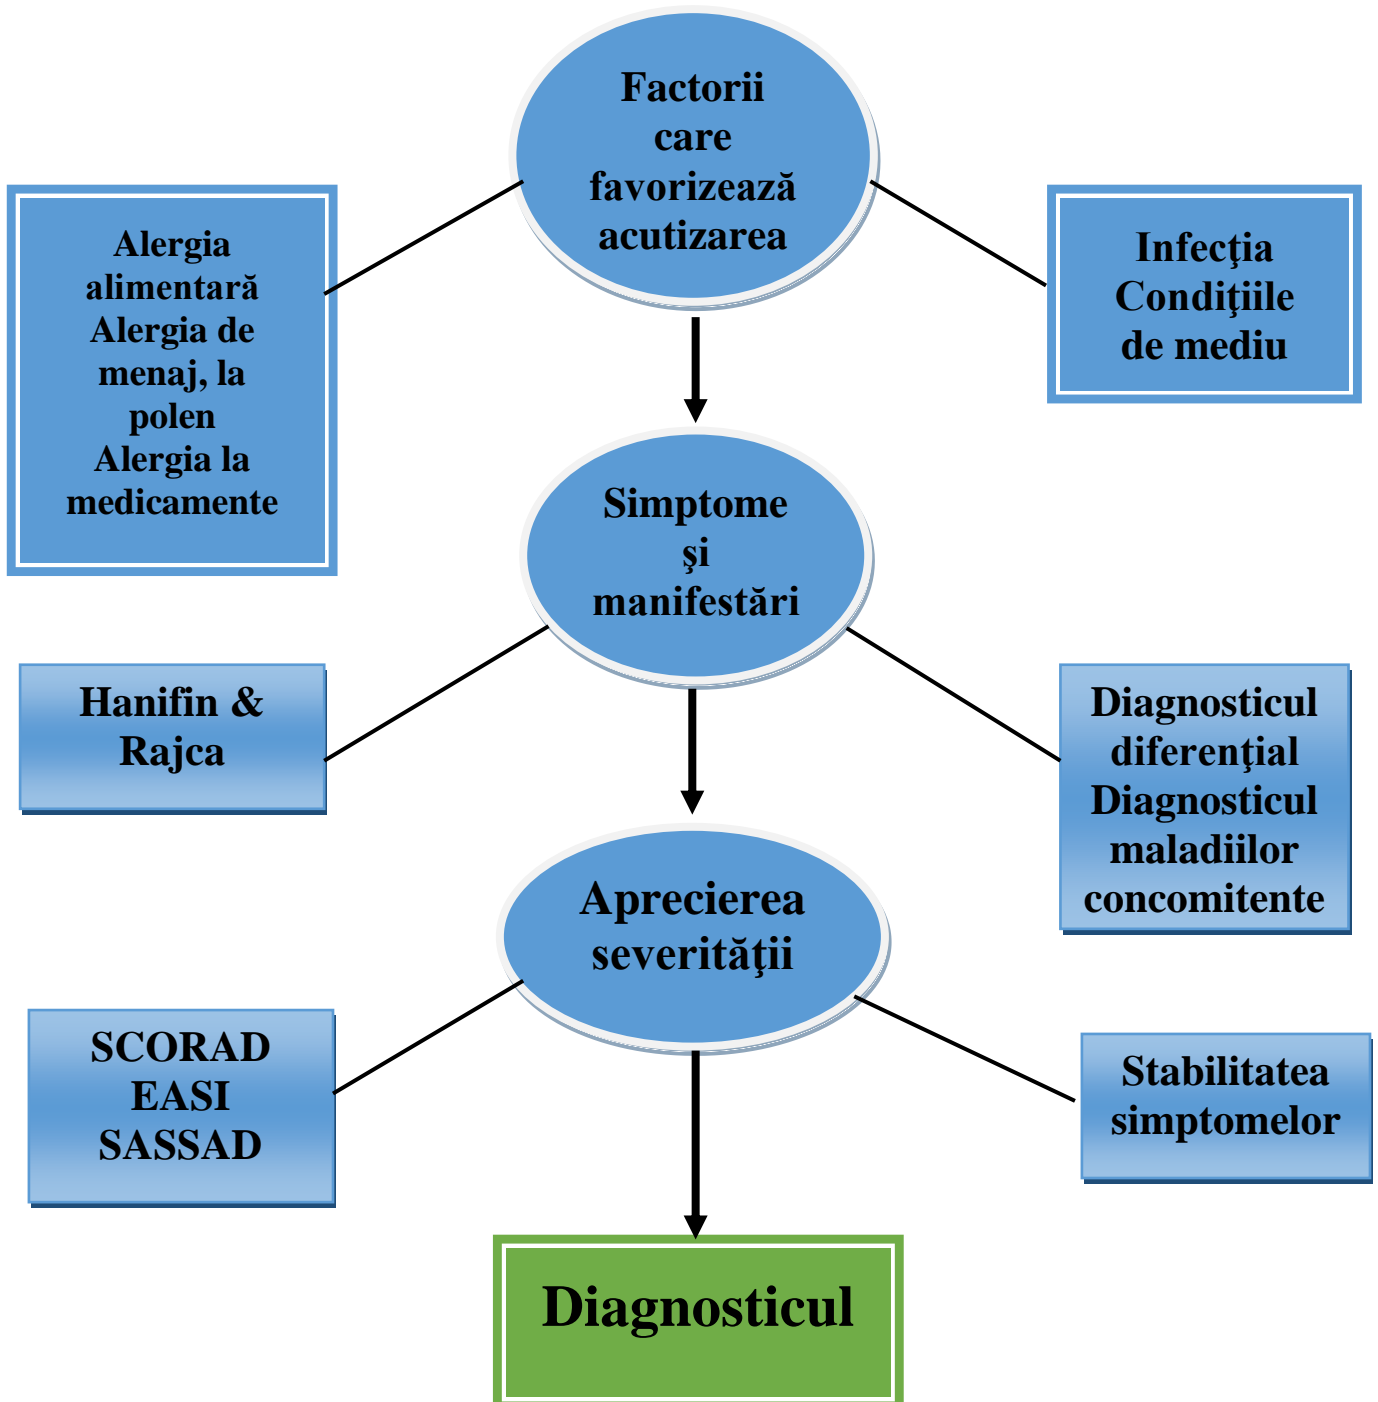 Factorii
care
favorizează
acutizarea
Alergia
alimentară
Alergia de
menaj, la
polen
Alergia la
medicamente
Infecţia
Condiţiile
de mediu
Simptome
şi
manifestări
Hanifin &
Rajca
Diagnosticul
diferenţial
Diagnosticul
maladiilor
concomitente
Aprecierea
severităţii
SCORAD
EASI
SASSAD
Stabilitatea
simptomelor
Diagnosticul